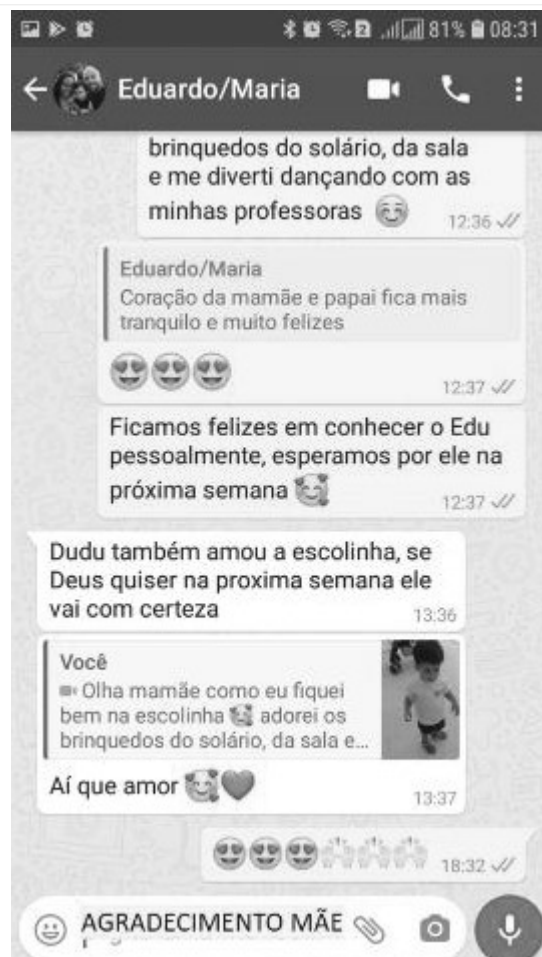 81% 08:31
Eduardo/Maria
brinquedos do solário, da sala
e me diverti dançando com as
minhas professoras
12:36
Eduardo/Maria
Coração da mamãe e papai fica mais
tranquilo e muito felizes
12:37
Ficamos felizes em conhecer o Edu
pessoalmente, esperamos por ele na
próxima semana
12:37
Dudu também amou a escolinha, se
Deus quiser na proxima semana ele
vai com certeza
13:36
Você
Olha mamãe como eu fiquei
bem na escolinha 🥰 adorei os
brinquedos do solário, da sala e...
Aí que amor
13:37
18:32
AGRADECIMENTO MÃE